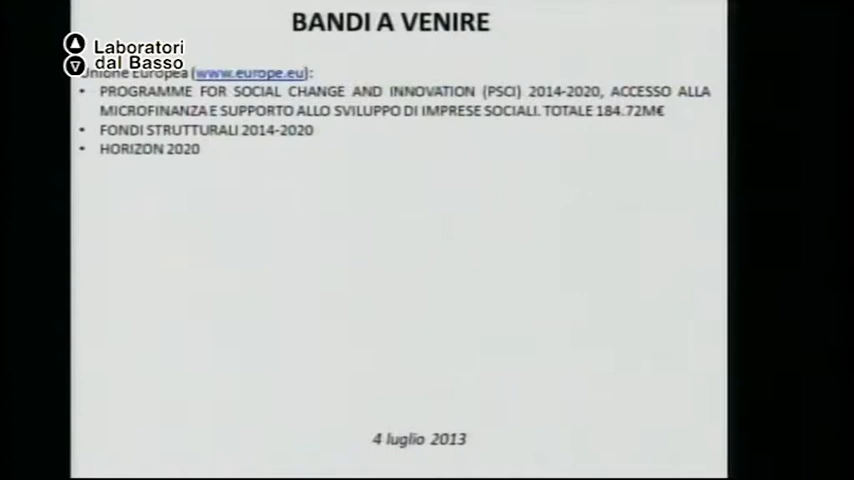 BANDI A VENIRE
Laboratori
dal Basso
Unione Europea (www.europe.eu):
• PROGRAMME FOR SOCIAL CHANGE AND INNOVATION (PSCI) 2014-2020, ACCESSO ALLA
MICROFINANZA E SUPPORTO ALLO SVILUPPO DI IMPRESE SOCIALI. TOTALE 184.72M€
• FONDI STRUTTURALI 2014-2020
• HORIZON 2020
4 luglio 2013